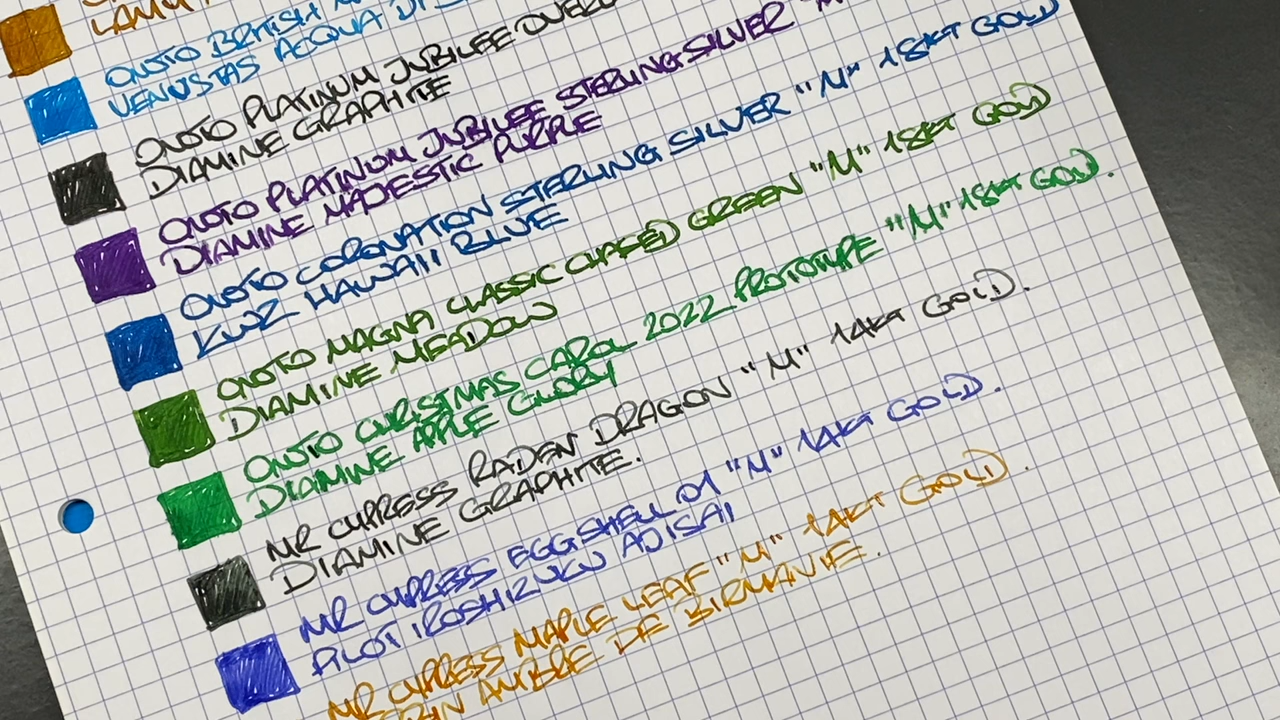 LAMY
ONOTO BRITISH
VENUSTAS ACQUA DI
ONOTO PLATINUM JUBILEE
DIAMINE GRAPHITE
ONOTO PLATINUM JUBILEE STERLING SILVER
DIAMINE MAJESTIC PURPLE
ONOTO CORONATION STERLING SILVER "M" 18KT GOLD
KWZ HAWAII BLUE
ONOTO MAGNA CLASSIC CHASED GREEN "M" 18KT GOLD
DIAMINE MEADOW
ONOTO CHRISTMAS CAROL 2022 PROTOTYPE "M" 18KT GOLD.
DIAMINE APPLE GLORY
MR CYPRESS RADEN DRAGON "M" 14KT GOLD.
DIAMINE GRAPHITE.
MR CYPRESS EGGSHELL 01 "M" 14KT GOLD.
PILOT IROSHIZUKU AJISAI
MR CYPRESS MAPLE LEAF "M" 14KT GOLD.
AMBRE DE BIRMANIE.